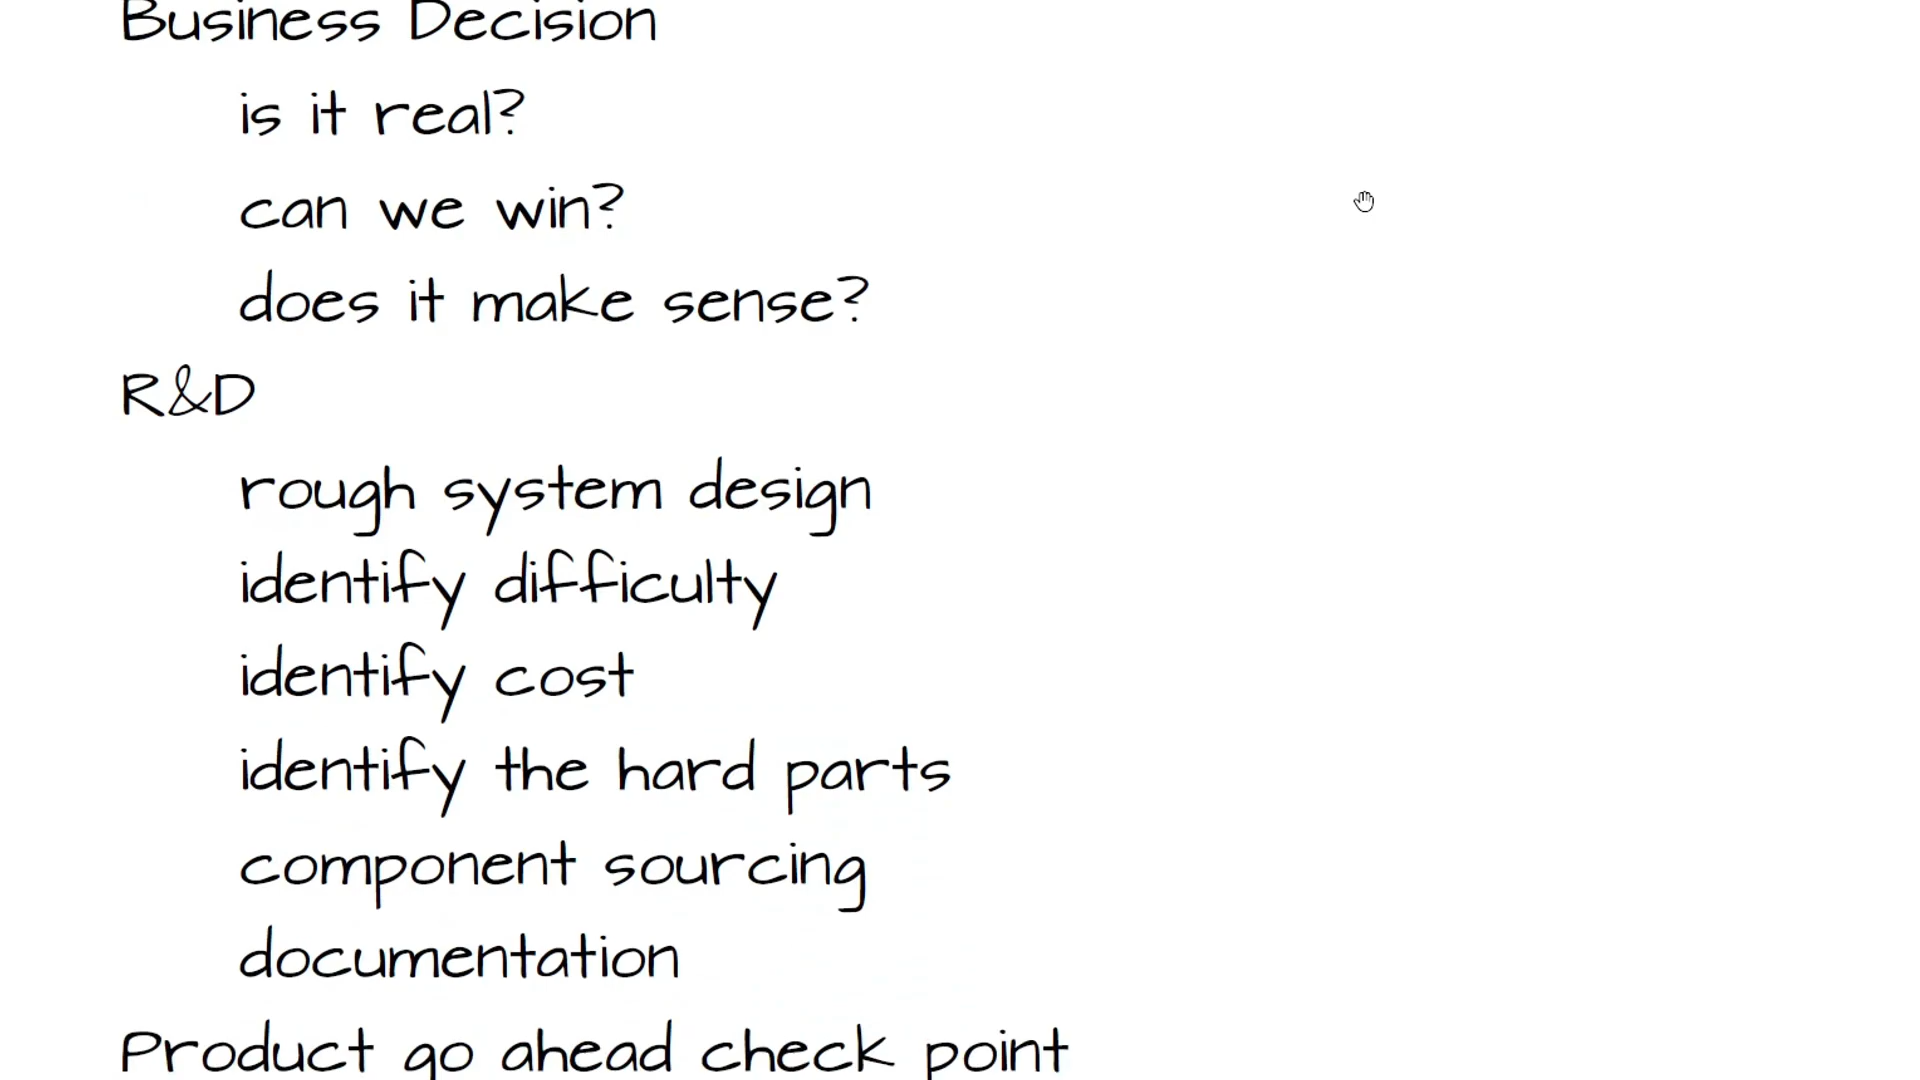 Business Decision
is it real?
can we win?
does it make sense?
R&D
rough system design
identify difficulty
identify cost
identify the hard parts
component sourcing
documentation
Product go ahead check point